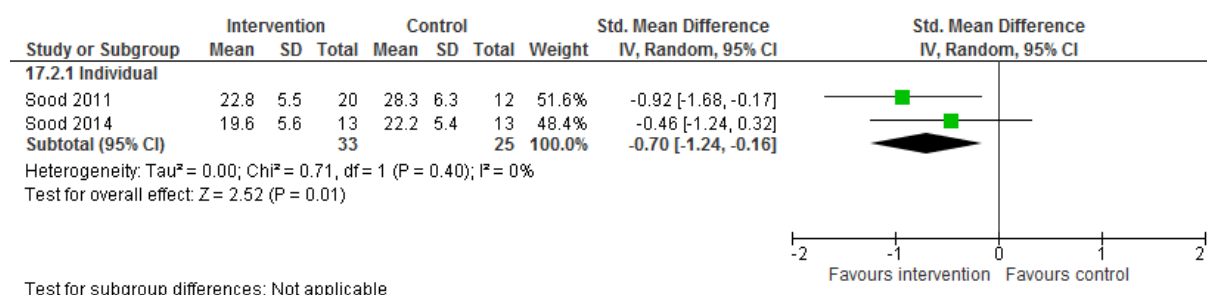 Intervention Control Std. Mean Difference Std. Mean Difference
Study or Subgroup Mean SD Total Mean SD Total Weight IV, Random, 95% CI IV, Random, 95% CI
17.2.1 Individual
Sood 2011 22.8 5.5 20 28.3 6.3 12 51.6% -0.92 [-1.68, -0.17]
Sood 2014 19.6 5.6 13 22.2 5.4 13 48.4% -0.46 [-1.24, 0.32]
Subtotal (95% CI) 33 25 100.0% -0.70 [-1.24, -0.16]
Heterogeneity: Tau² = 0.00; Chi² = 0.71, df = 1 (P = 0.40); I² = 0%
Test for overall effect: Z = 2.52 (P = 0.01)
-2 -1 0 1 2
Favours intervention Favours control
Test for subgroup differences: Not applicable